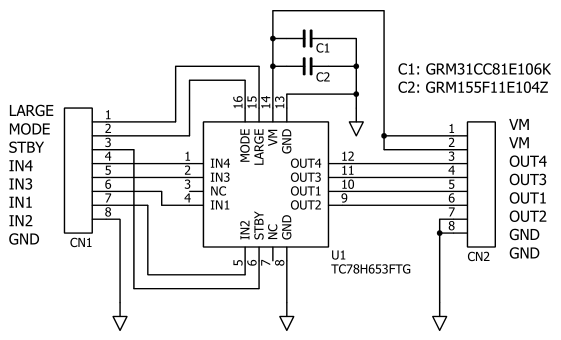 C1
C2
C1: GRM31CC81E106K
C2: GRM155F11E104Z
LARGE
MODE
STBY
IN4
IN3
IN1
IN2
GND
1
2
3
4
5
6
7
8
CN1
16
15
14
13
MODE
LARGE
VM
GND
1
2
3
4
IN4
IN3
NC
IN1
OUT4
OUT3
OUT1
OUT2
12
11
10
9
IN2
STBY
NC
GND
5
6
7
8
U1
TC78H653FTG
1
2
3
4
5
6
7
8
CN2
VM
VM
OUT4
OUT3
OUT1
OUT2
GND
GND